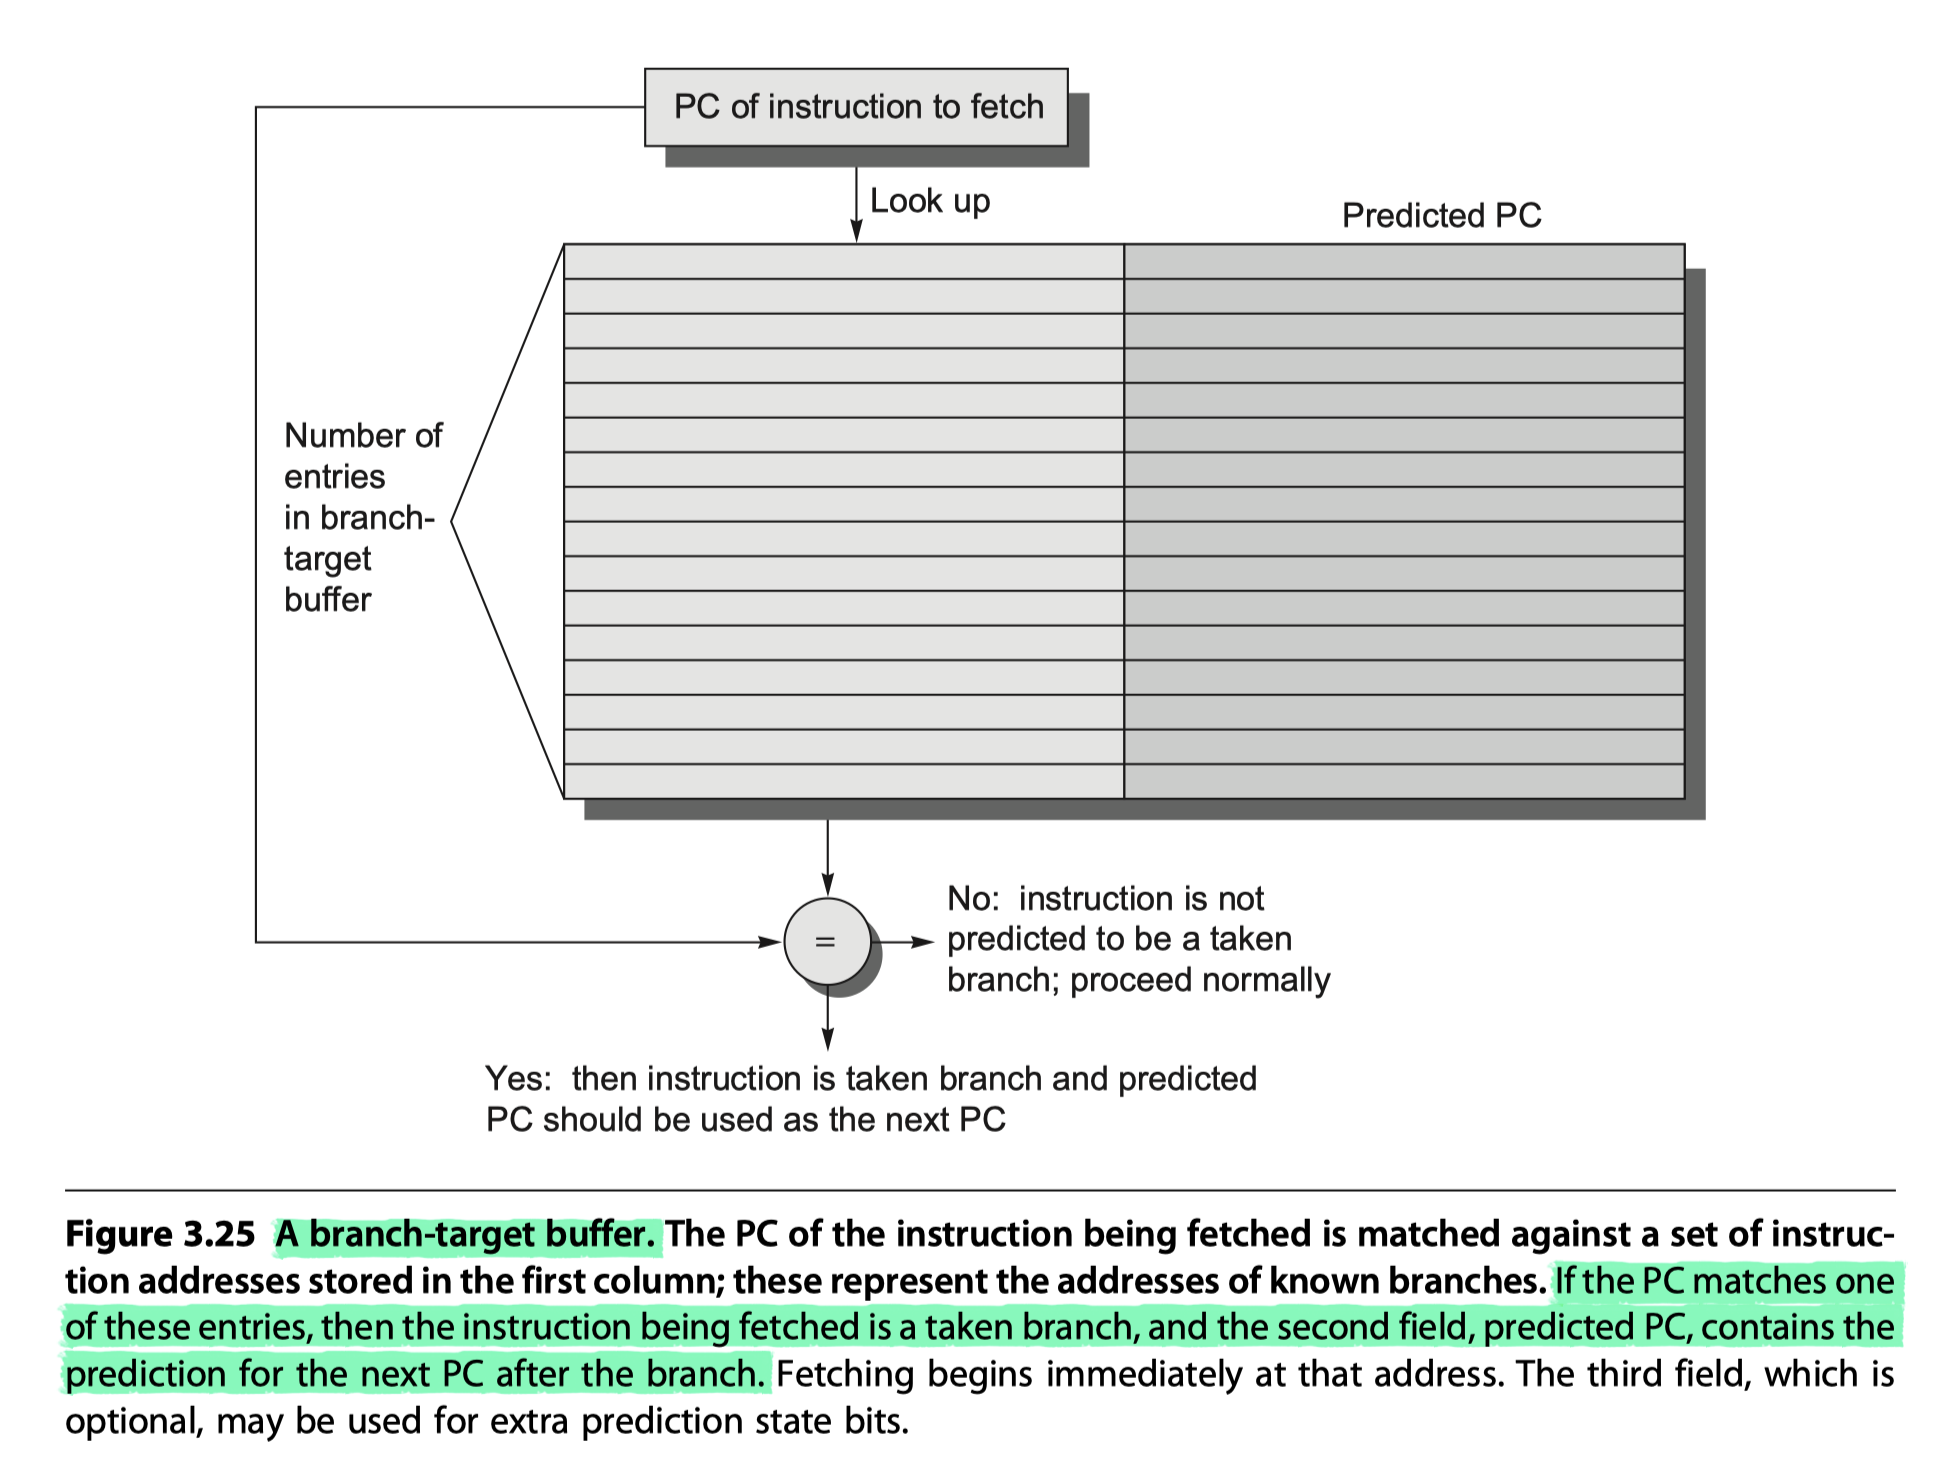 PC of instruction to fetch
Look up
Predicted PC
Number of
entries
in branch-
target
buffer
=
No: instruction is not
predicted to be a taken
branch; proceed normally
Yes: then instruction is taken branch and predicted
PC should be used as the next PC
Figure 3.25 A branch-target buffer. The PC of the instruction being fetched is matched against a set of instruc-
tion addresses stored in the first column; these represent the addresses of known branches. If the PC matches one
of these entries, then the instruction being fetched is a taken branch, and the second field, predicted PC, contains the
prediction for the next PC after the branch. Fetching begins immediately at that address. The third field, which is
optional, may be used for extra prediction state bits.